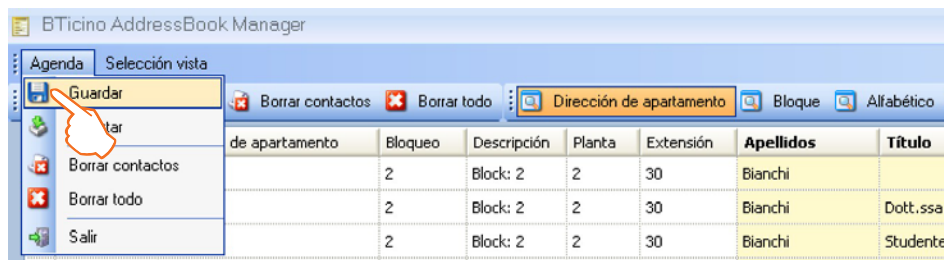 BTicino AddressBook Manager
Agenda Selección vista
Guardar
Borrar contactos Borrar todo Dirección de apartamento Bloque Alfabético
tar
Borrar contactos
Borrar todo
Salir
de apartamento Bloqueo Descripción Planta Extensión Apellidos Título
2 Block: 2 2 30 Bianchi
2 Block: 2 2 30 Bianchi Dott.ssa
2 Block: 2 2 30 Bianchi Studente